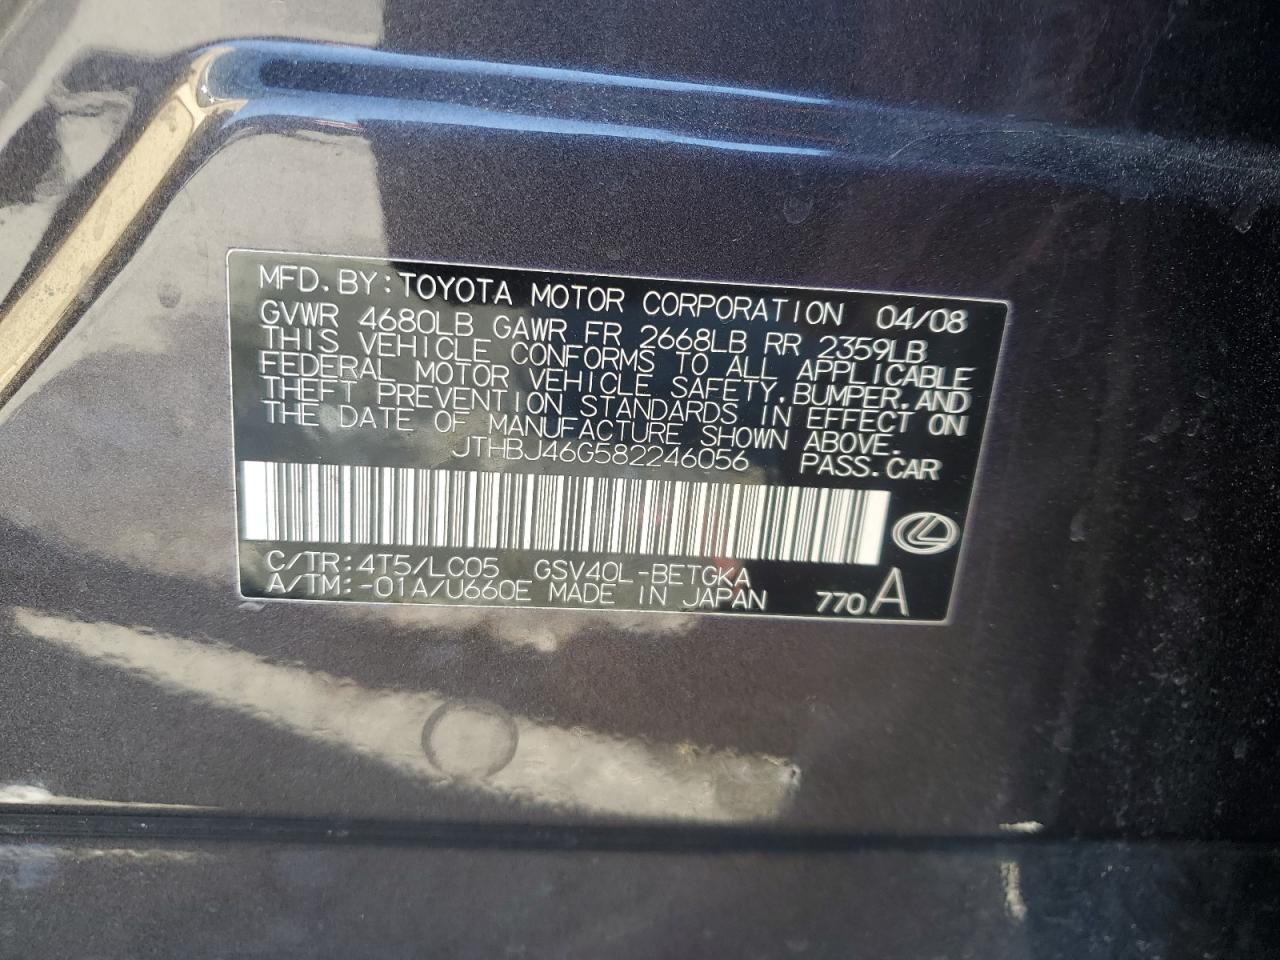 MFD. BY: TOYOTA MOTOR CORPORATION 04/08
GVWR 4680LB GAWR FR 2668LB RR 2359LB
THIS VEHICLE CONFORMS TO ALL APPLICABLE
FEDERAL MOTOR VEHICLE SAFETY, BUMPER, AND
THEFT PREVENTION STANDARDS IN EFFECT ON
THE DATE OF MANUFACTURE SHOWN ABOVE.
JTHBJ46G582246056 PASS. CAR
C/TR: 4T5/LC05 GSV40L-BETGKA
A/TM: -01A/U660E MADE IN JAPAN 770 A